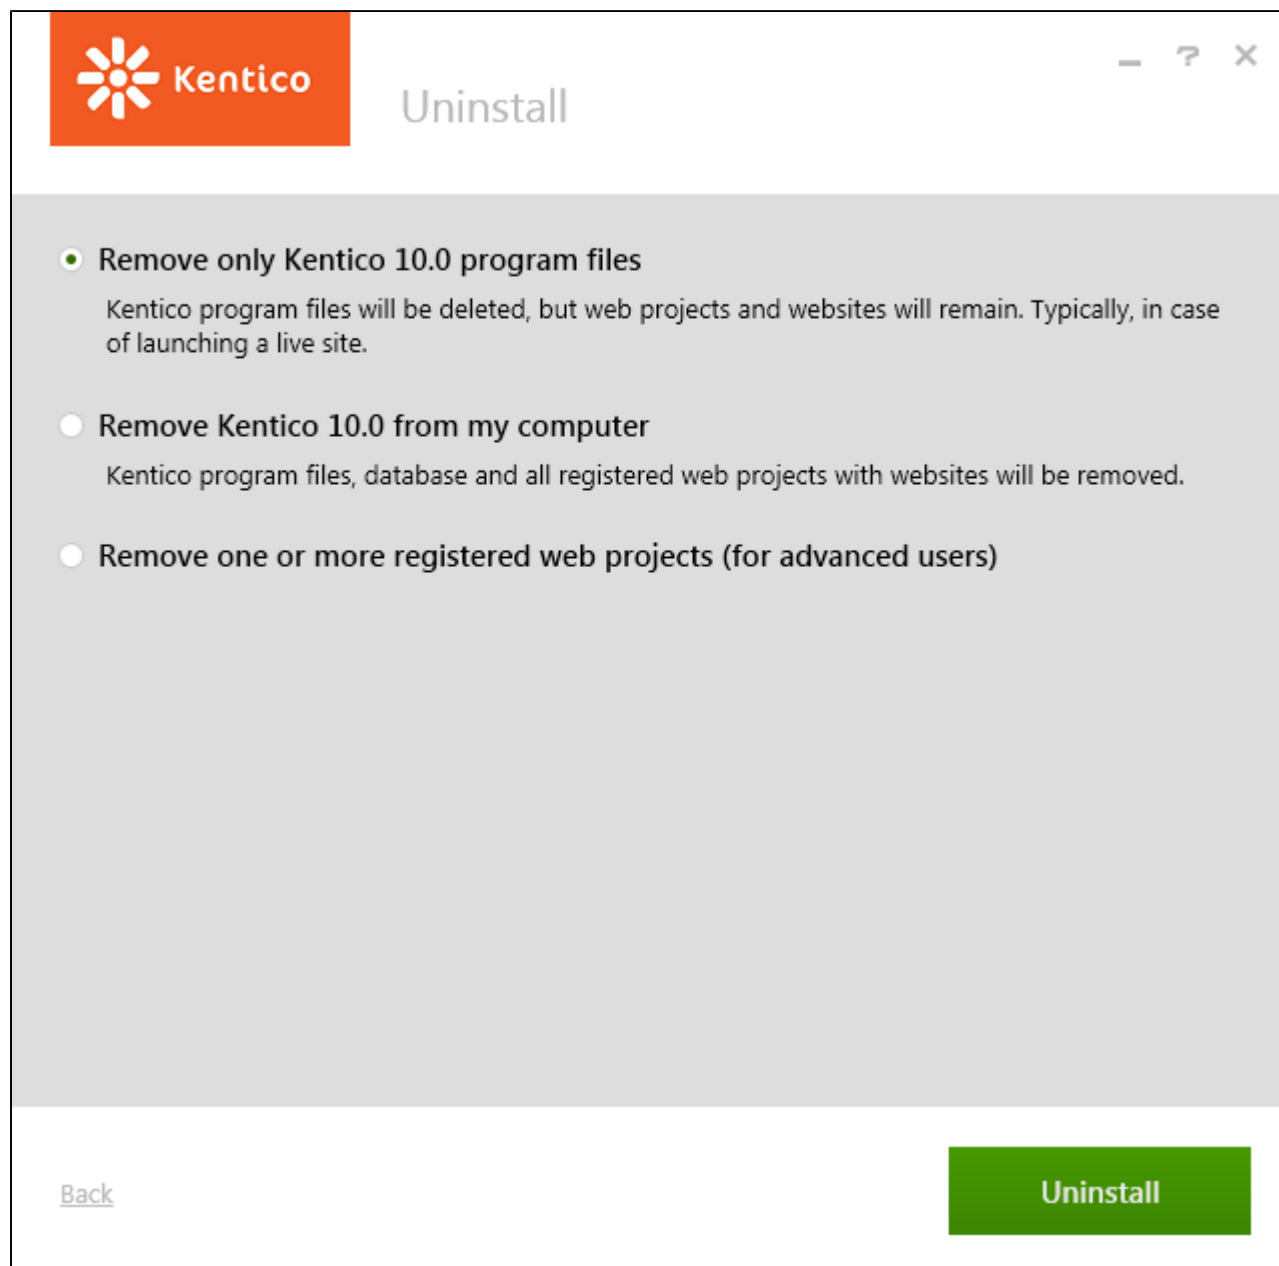 Kentico
Uninstall
Remove only Kentico 10.0 program files
Kentico program files will be deleted, but web projects and websites will remain. Typically, in case
of launching a live site.
Remove Kentico 10.0 from my computer
Kentico program files, database and all registered web projects with websites will be removed.
Remove one or more registered web projects (for advanced users)
Back
Uninstall